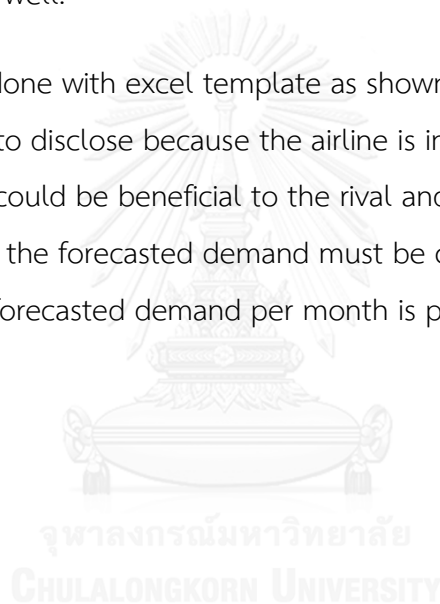 well.
done with excel template as shown
to disclose because the airline is in
could be beneficial to the rival and
the forecasted demand must be
forecasted demand per month is
จุฬาลงกรณ์มหาวิทยาลัย
CHULALONGKORN UNIVERSITY